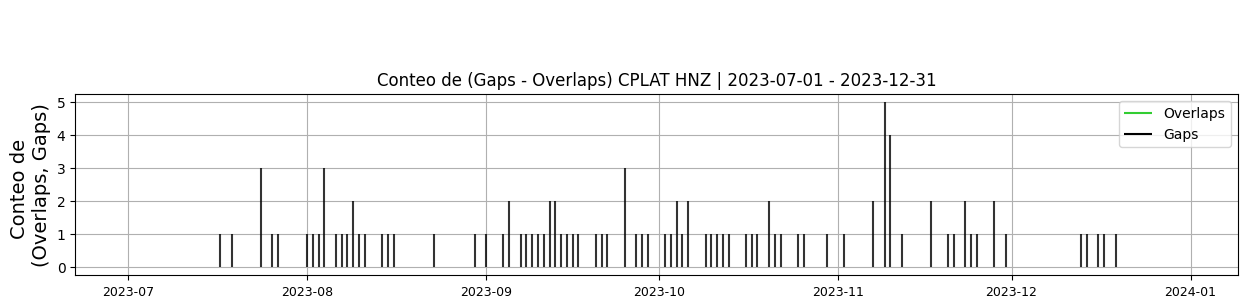 Conteo de (Gaps - Overlaps) CPLAT HNZ | 2023-07-01 - 2023-12-31
Conteo de
(Overlaps, Gaps)
5
4
3
2
1
0
Overlaps
Gaps
2023-07
2023-08
2023-09
2023-10
2023-11
2023-12
2024-01